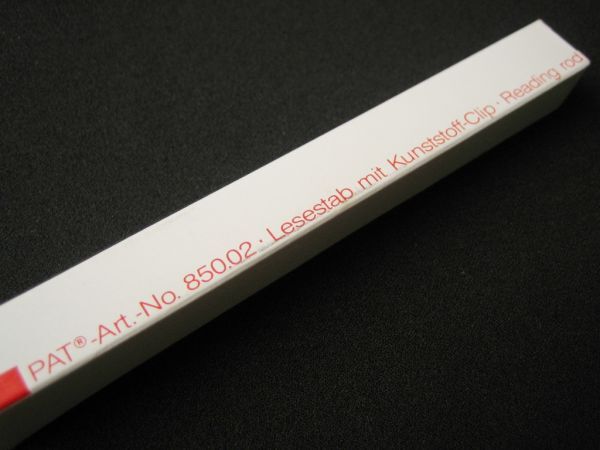 PAT®-Art.-No. 850.02 · Lesestab mit Kunststoff-Clip · Reading rod